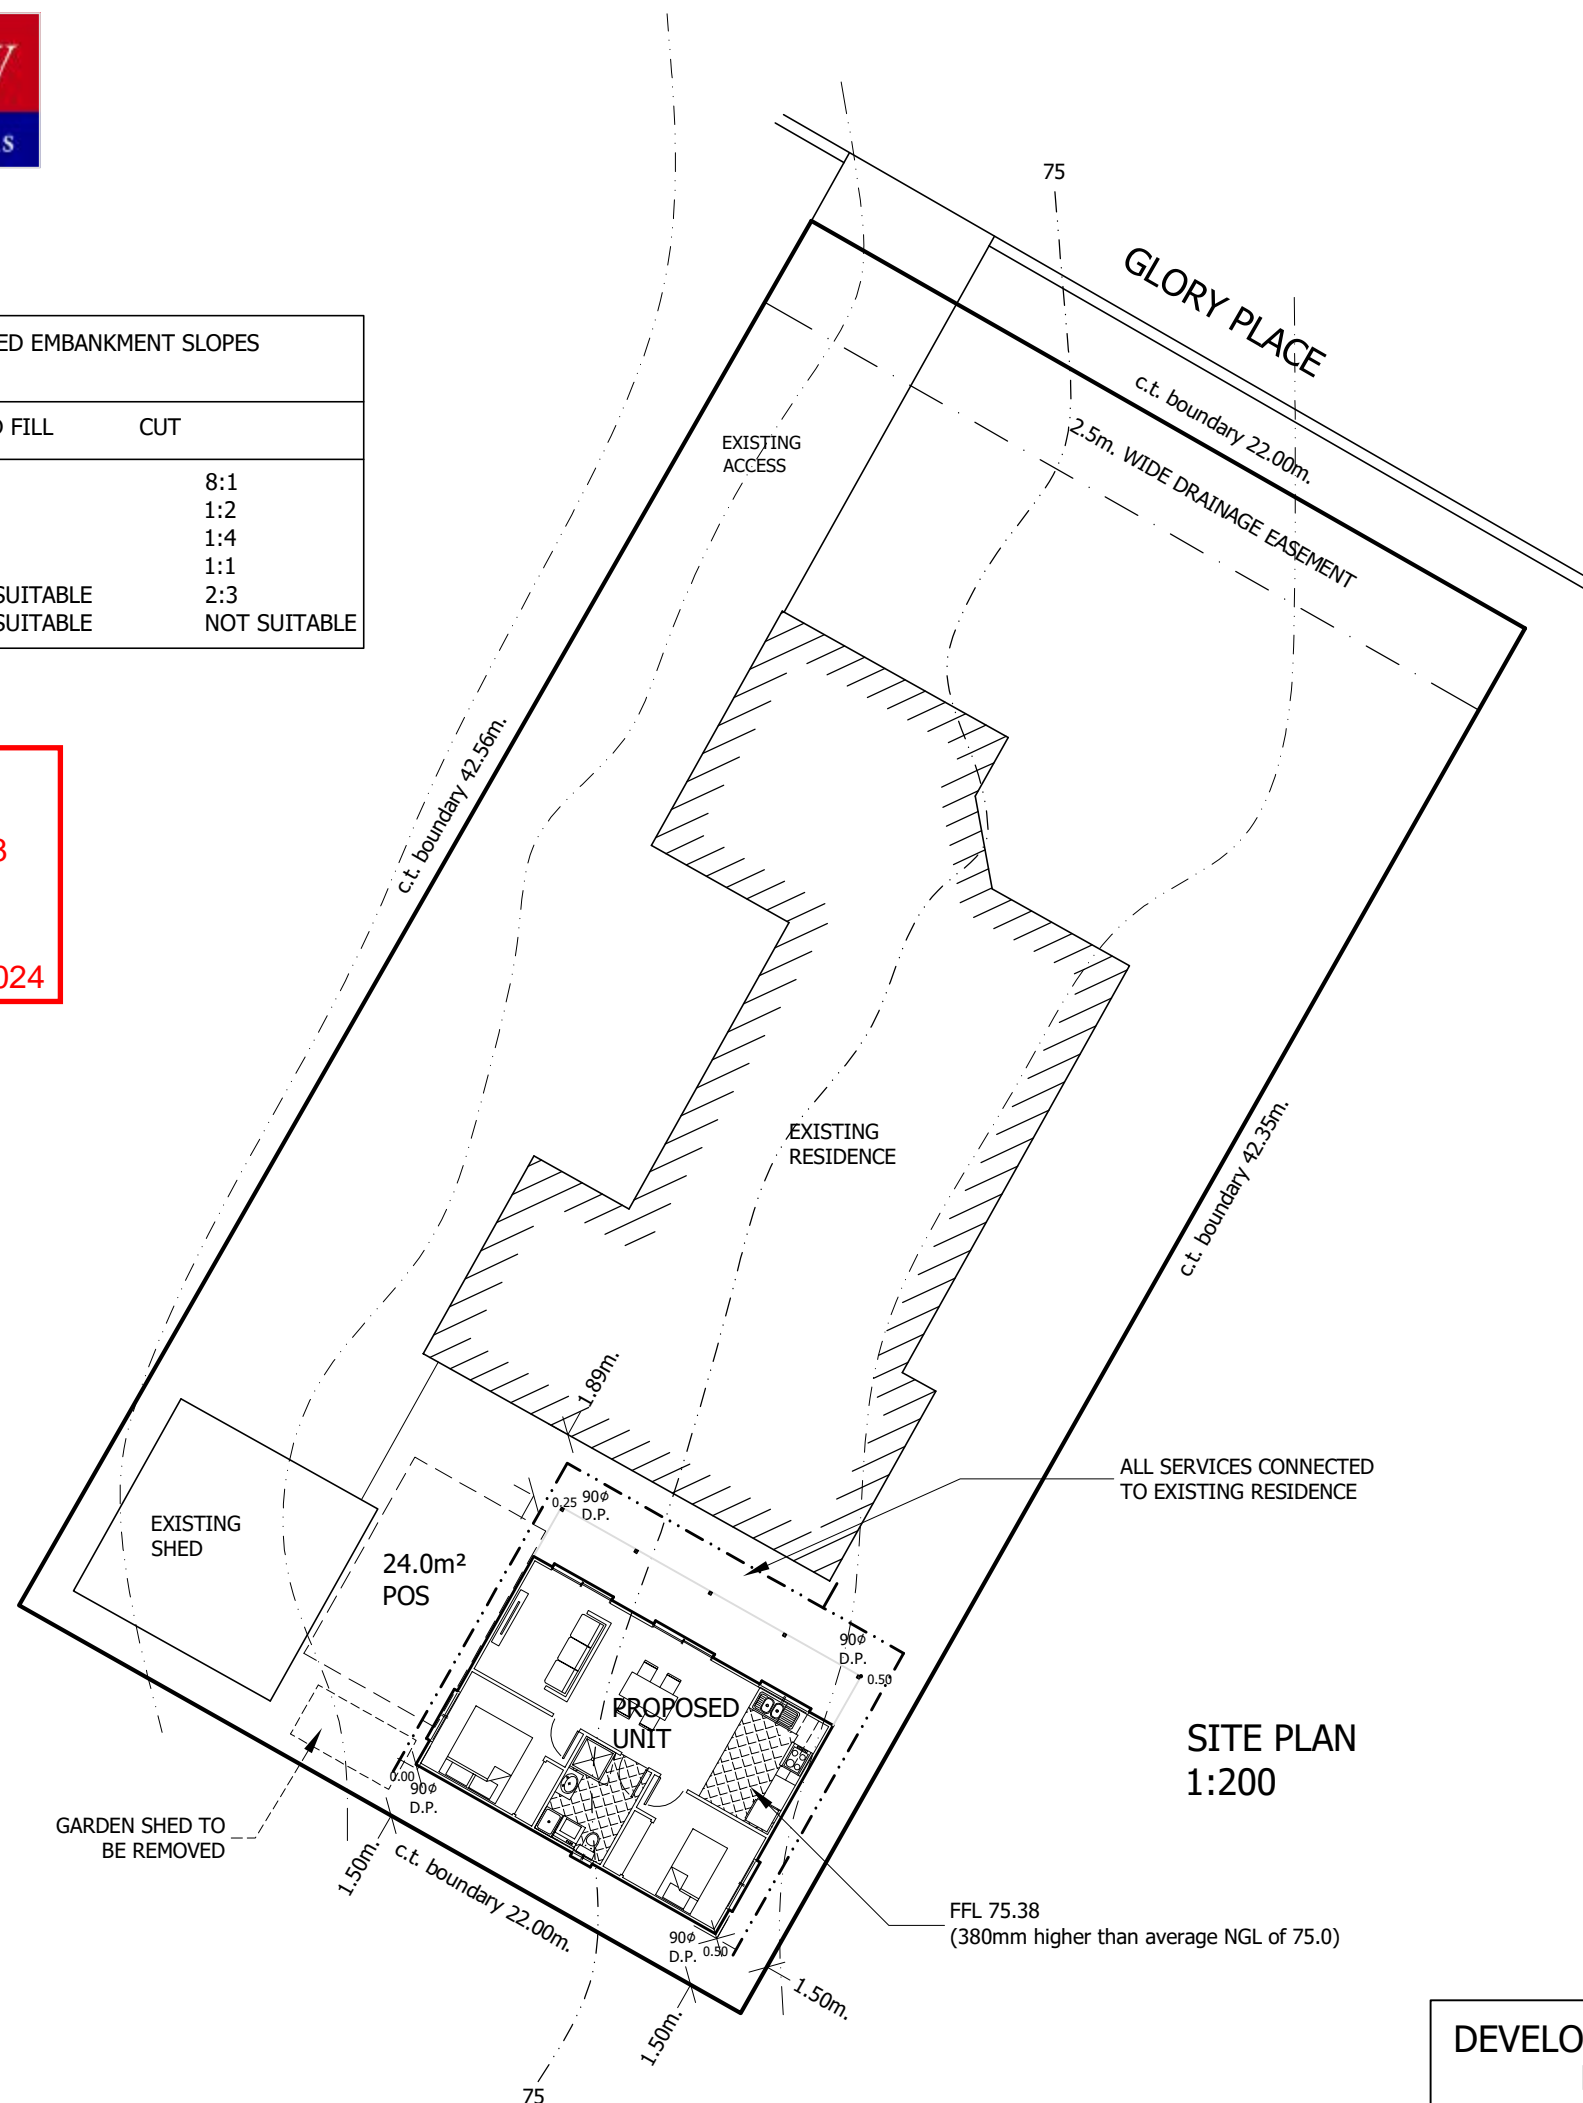 s
ED EMBANKMENT SLOPES
FILL CUT
8:1
1:2
1:4
1:1
SUITABLE 2:3
SUITABLE NOT SUITABLE
024
75
GLORY PLACE
c.t. boundary 22.00m.
2.5m. WIDE DRAINAGE EASEMENT
EXISTING
ACCESS
c.t. boundary 42.56m.
EXISTING
RESIDENCE
c.t. boundary 42.35m.
1.89m.
ALL SERVICES CONNECTED
TO EXISTING RESIDENCE
0.25 90ø
D.P.
EXISTING
SHED
24.0m²
POS
90ø
D.P.
0.50
PROPOSED
UNIT
SITE PLAN
1:200
0.00
90ø
D.P.
GARDEN SHED TO
BE REMOVED
1.50m.
c.t. boundary 22.00m.
FFL 75.38
(380mm higher than average NGL of 75.0)
90ø
D.P. 0.50
1.50m.
1.50m.
75
DEVELO